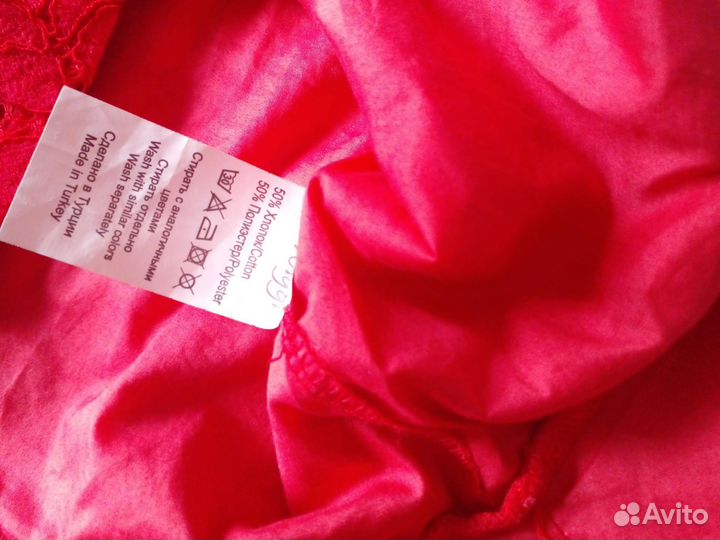 50% Хлопок/Cotton
50% Полиэстер/Polyester
30
Стирать с аналогичными
цветами
Wash with similar colors
Стирать отдельно
Wash separately
Сделано в Турции
Made in Turkey
Avito